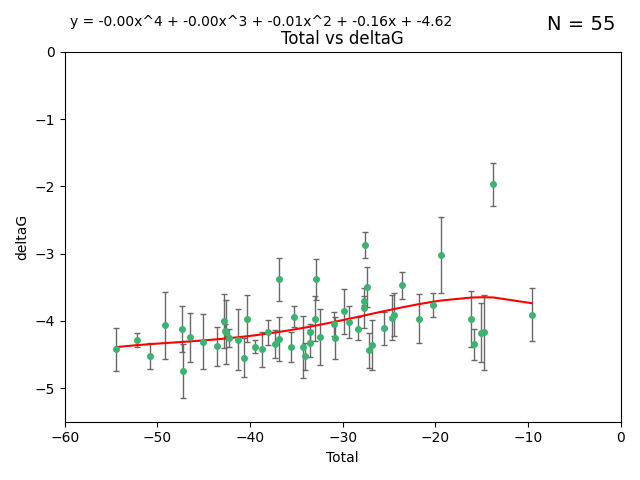 y = -0.00x^4 + -0.00x^3 + -0.01x^2 + -0.16x + -4.62
N = 55
Total vs deltaG
0
−1
−2
−3
−4
−5
deltaG
−60 −50 −40 −30 −20 −10 0
Total